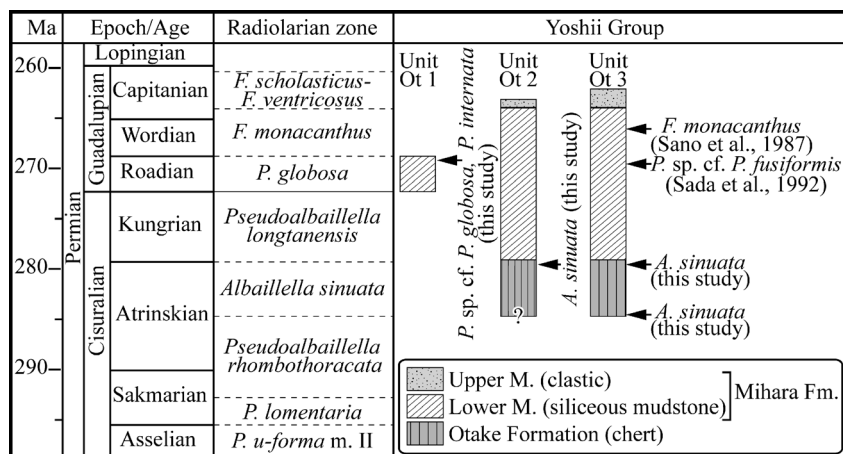 Ma
Epoch/Age
Radiolarian zone
Yoshii Group
260
270
280
290
Permian
Lopingian
Guadalupian
Cisuralian
Capitanian
Wordian
Roadian
Kungrian
Atrinskian
Sakmarian
Asselian
F. scholasticus-
F. ventricosus
F. monacanthus
P. globosa
Pseudoalbaillella
longtanensis
Albaillella sinuata
Pseudoalbaillella
rhombothoracata
P. lomentaria
P. u-forma m. II
Unit
Ot 1
P. sp. cf. P. globosa, P. internata
(this study)
Unit
Ot 2
?
A. sinuata (this study)
Unit
Ot 3
F. monacanthus
(Sano et al., 1987)
P. sp. cf. P. fusiformis
(Sada et al., 1992)
A. sinuata
(this study)
A. sinuata
(this study)
Upper M. (clastic)
Lower M. (siliceous mudstone)
Mihara Fm.
Otake Formation (chert)